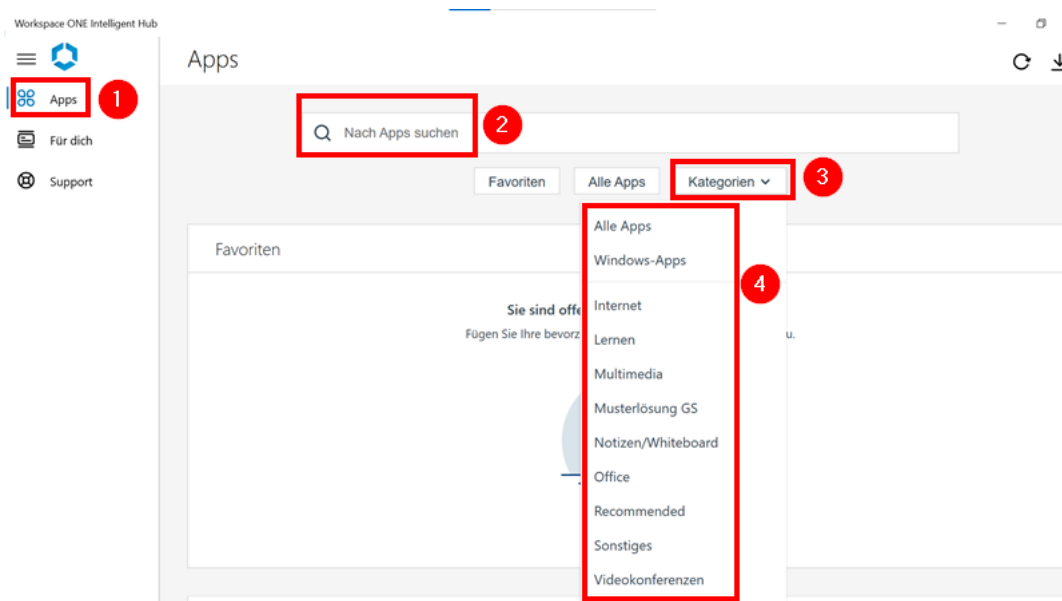 Workspace ONE Intelligent Hub
Apps
Apps
1
Nach Apps suchen
2
Für dich
Support
Favoriten
Alle Apps
Kategorien
3
Alle Apps
Windows-Apps
4
Favoriten
Sie sind
Fügen Sie Ihre
Internet
Lernen
Multimedia
Musterlösung GS
Notizen/Whiteboard
Office
Recommended
Sonstiges
Videokonferenzen